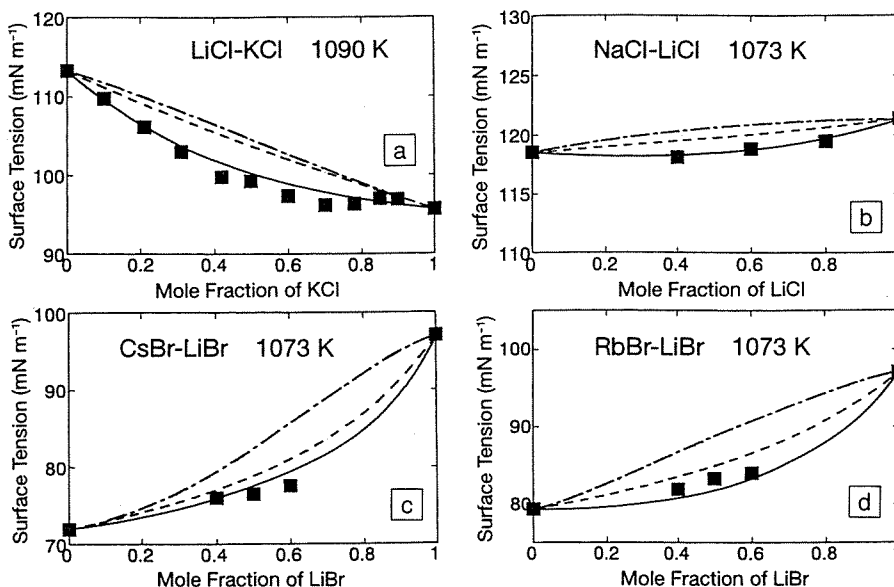 LiCl-KCl 1090 K
Surface Tension (mN m⁻¹)
120
114
108
102
96
90
a
0 0.2 0.4 0.6 0.8 1
Mole Fraction of KCl
NaCl-LiCl 1073 K
Surface Tension (mN m⁻¹)
130
125
120
115
110
b
0 0.2 0.4 0.6 0.8
Mole Fraction of LiCl
CsBr-LiBr 1073 K
Surface Tension (mN m⁻¹)
100
90
80
70
c
0 0.2 0.4 0.6 0.8 1
Mole Fraction of LiBr
RbBr-LiBr 1073 K
Surface Tension (mN m⁻¹)
100
90
80
d
0 0.2 0.4 0.6 0.8
Mole Fraction of LiBr